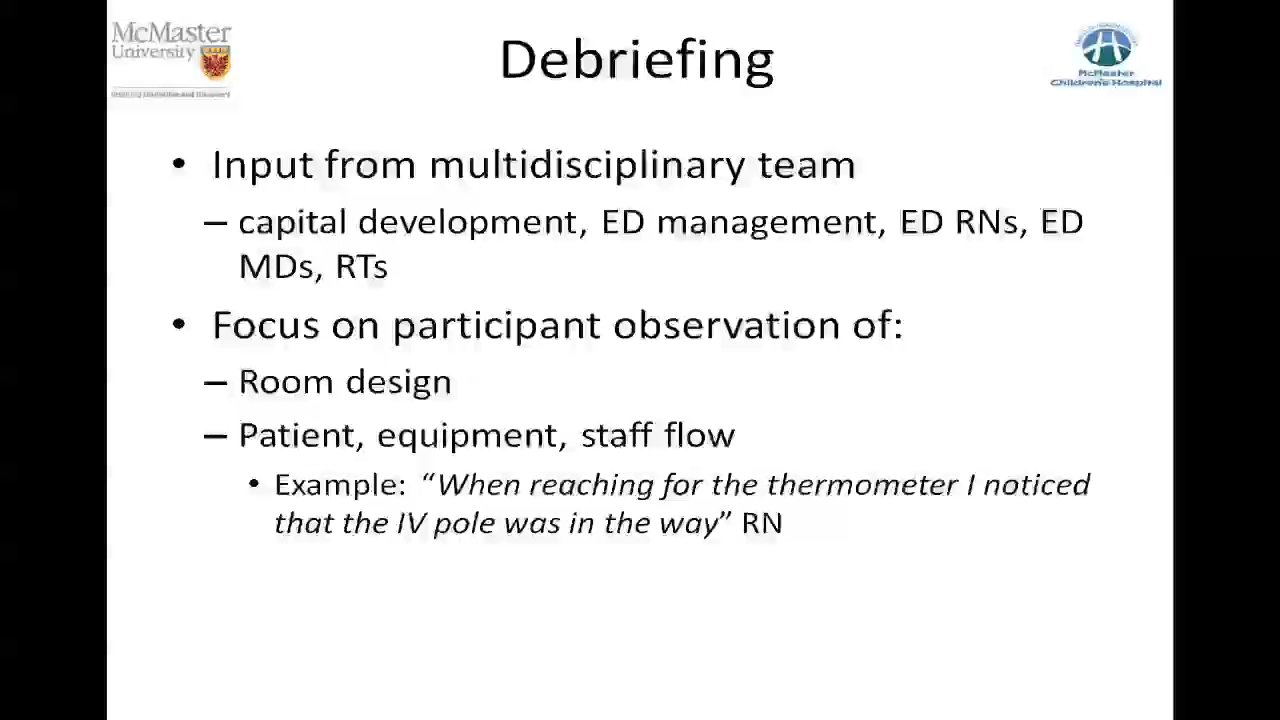 McMaster
University
Debriefing
McMaster
Children's Hospital
• Input from multidisciplinary team
– capital development, ED management, ED RNs, ED
MDs, RTs
• Focus on participant observation of:
– Room design
– Patient, equipment, staff flow
• Example: “When reaching for the thermometer I noticed
that the IV pole was in the way” RN